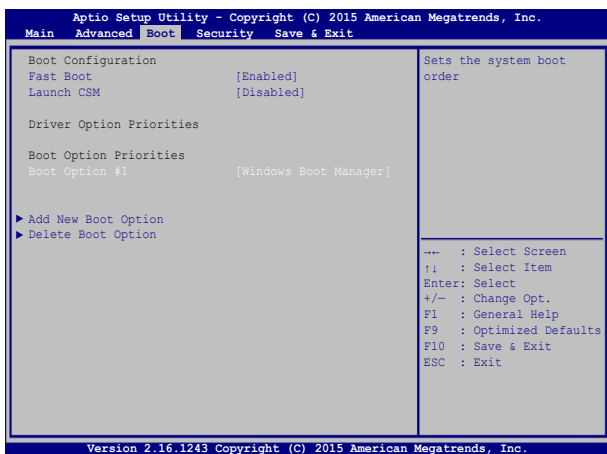 Aptio Setup Utility - Copyright (C) 2015 American Megatrends, Inc.
Main Advanced Boot Security Save & Exit
Boot Configuration
Fast Boot [Enabled]
Launch CSM [Disabled]
Driver Option Priorities
Boot Option Priorities
Boot Option #1 [Windows Boot Manager]
Add New Boot Option
Delete Boot Option
Sets the system boot
order
→← : Select Screen
↑↓ : Select Item
Enter: Select
+/— : Change Opt.
F1 : General Help
F9 : Optimized Defaults
F10 : Save & Exit
ESC : Exit
Version 2.16.1243 Copyright (C) 2015 American Megatrends, Inc.